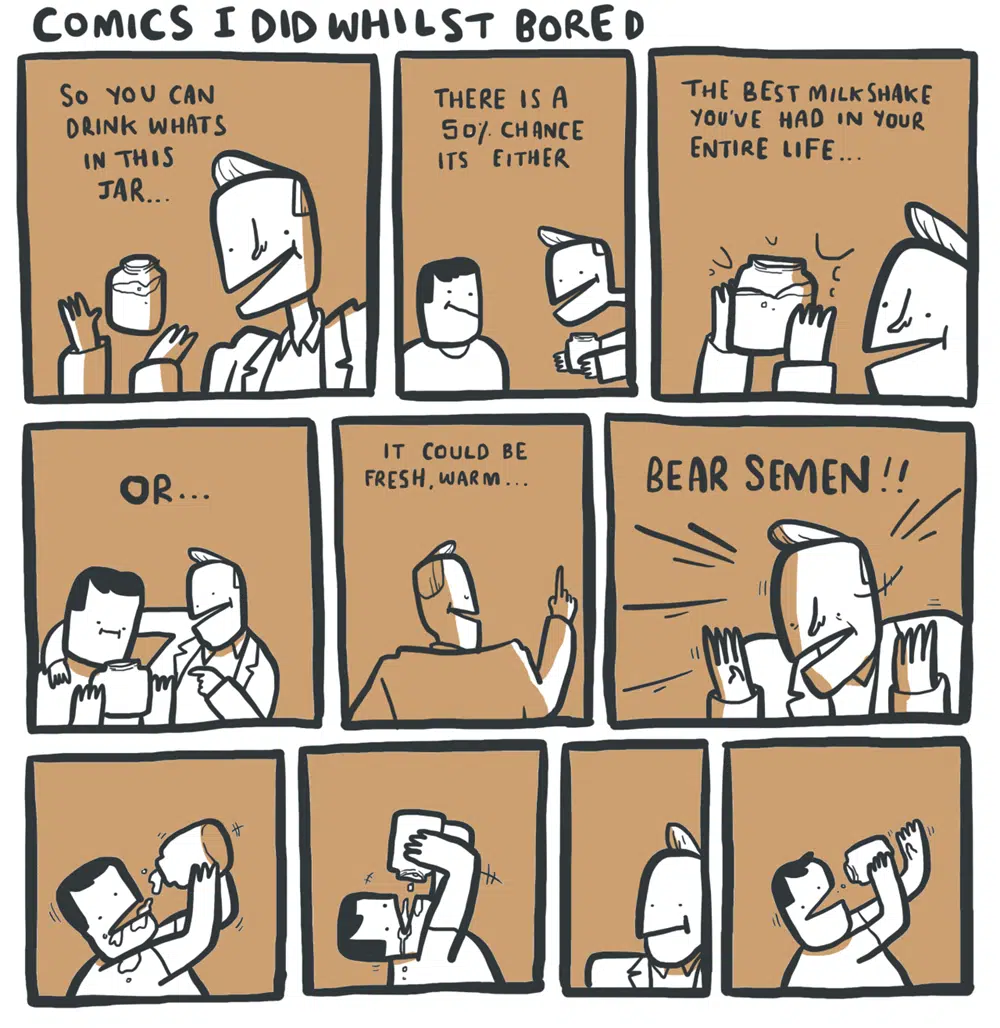 COMICS I DID WHILST BORED
SO YOU CAN
DRINK WHATS
IN THIS
JAR...
THERE IS A
50% CHANCE
ITS EITHER
THE BEST MILKSHAKE
YOU'VE HAD IN YOUR
ENTIRE LIFE...
OR...
IT COULD BE
FRESH, WARM...
BEAR SEMEN!!